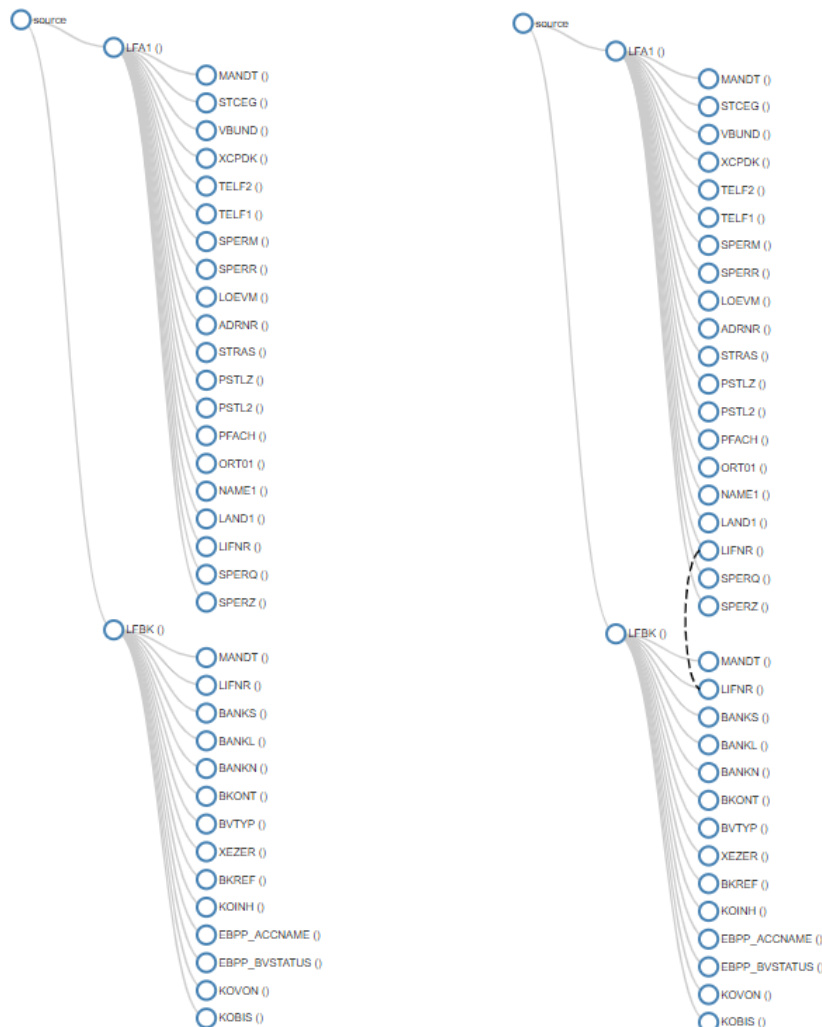 source
LFA1 ()
MANDT ()
STCEG ()
VBUND ()
XCPDK ()
TELF2 ()
TELF1 ()
SPERM ()
SPERR ()
LOEVM ()
ADRNR ()
STRAS ()
PSTLZ ()
PSTL2 ()
PFACH ()
ORT01 ()
NAME1 ()
LAND1 ()
LIFNR ()
SPERQ ()
SPERZ ()
LFBK ()
MANDT ()
LIFNR ()
BANKS ()
BANKL ()
BANKN ()
BKONT ()
BVTYP ()
XEZER ()
BKREF ()
KOINH ()
EBPP_ACCNAME ()
EBPP_BVSTATUS ()
KOVON ()
KOBIS ()
source
LFA1 ()
MANDT ()
STCEG ()
VBUND ()
XCPDK ()
TELF2 ()
TELF1 ()
SPERM ()
SPERR ()
LOEVM ()
ADRNR ()
STRAS ()
PSTLZ ()
PSTL2 ()
PFACH ()
ORT01 ()
NAME1 ()
LAND1 ()
LIFNR ()
SPERQ ()
SPERZ ()
LFBK ()
MANDT ()
LIFNR ()
BANKS ()
BANKL ()
BANKN ()
BKONT ()
BVTYP ()
XEZER ()
BKREF ()
KOINH ()
EBPP_ACCNAME ()
EBPP_BVSTATUS ()
KOVON ()
KOBIS ()